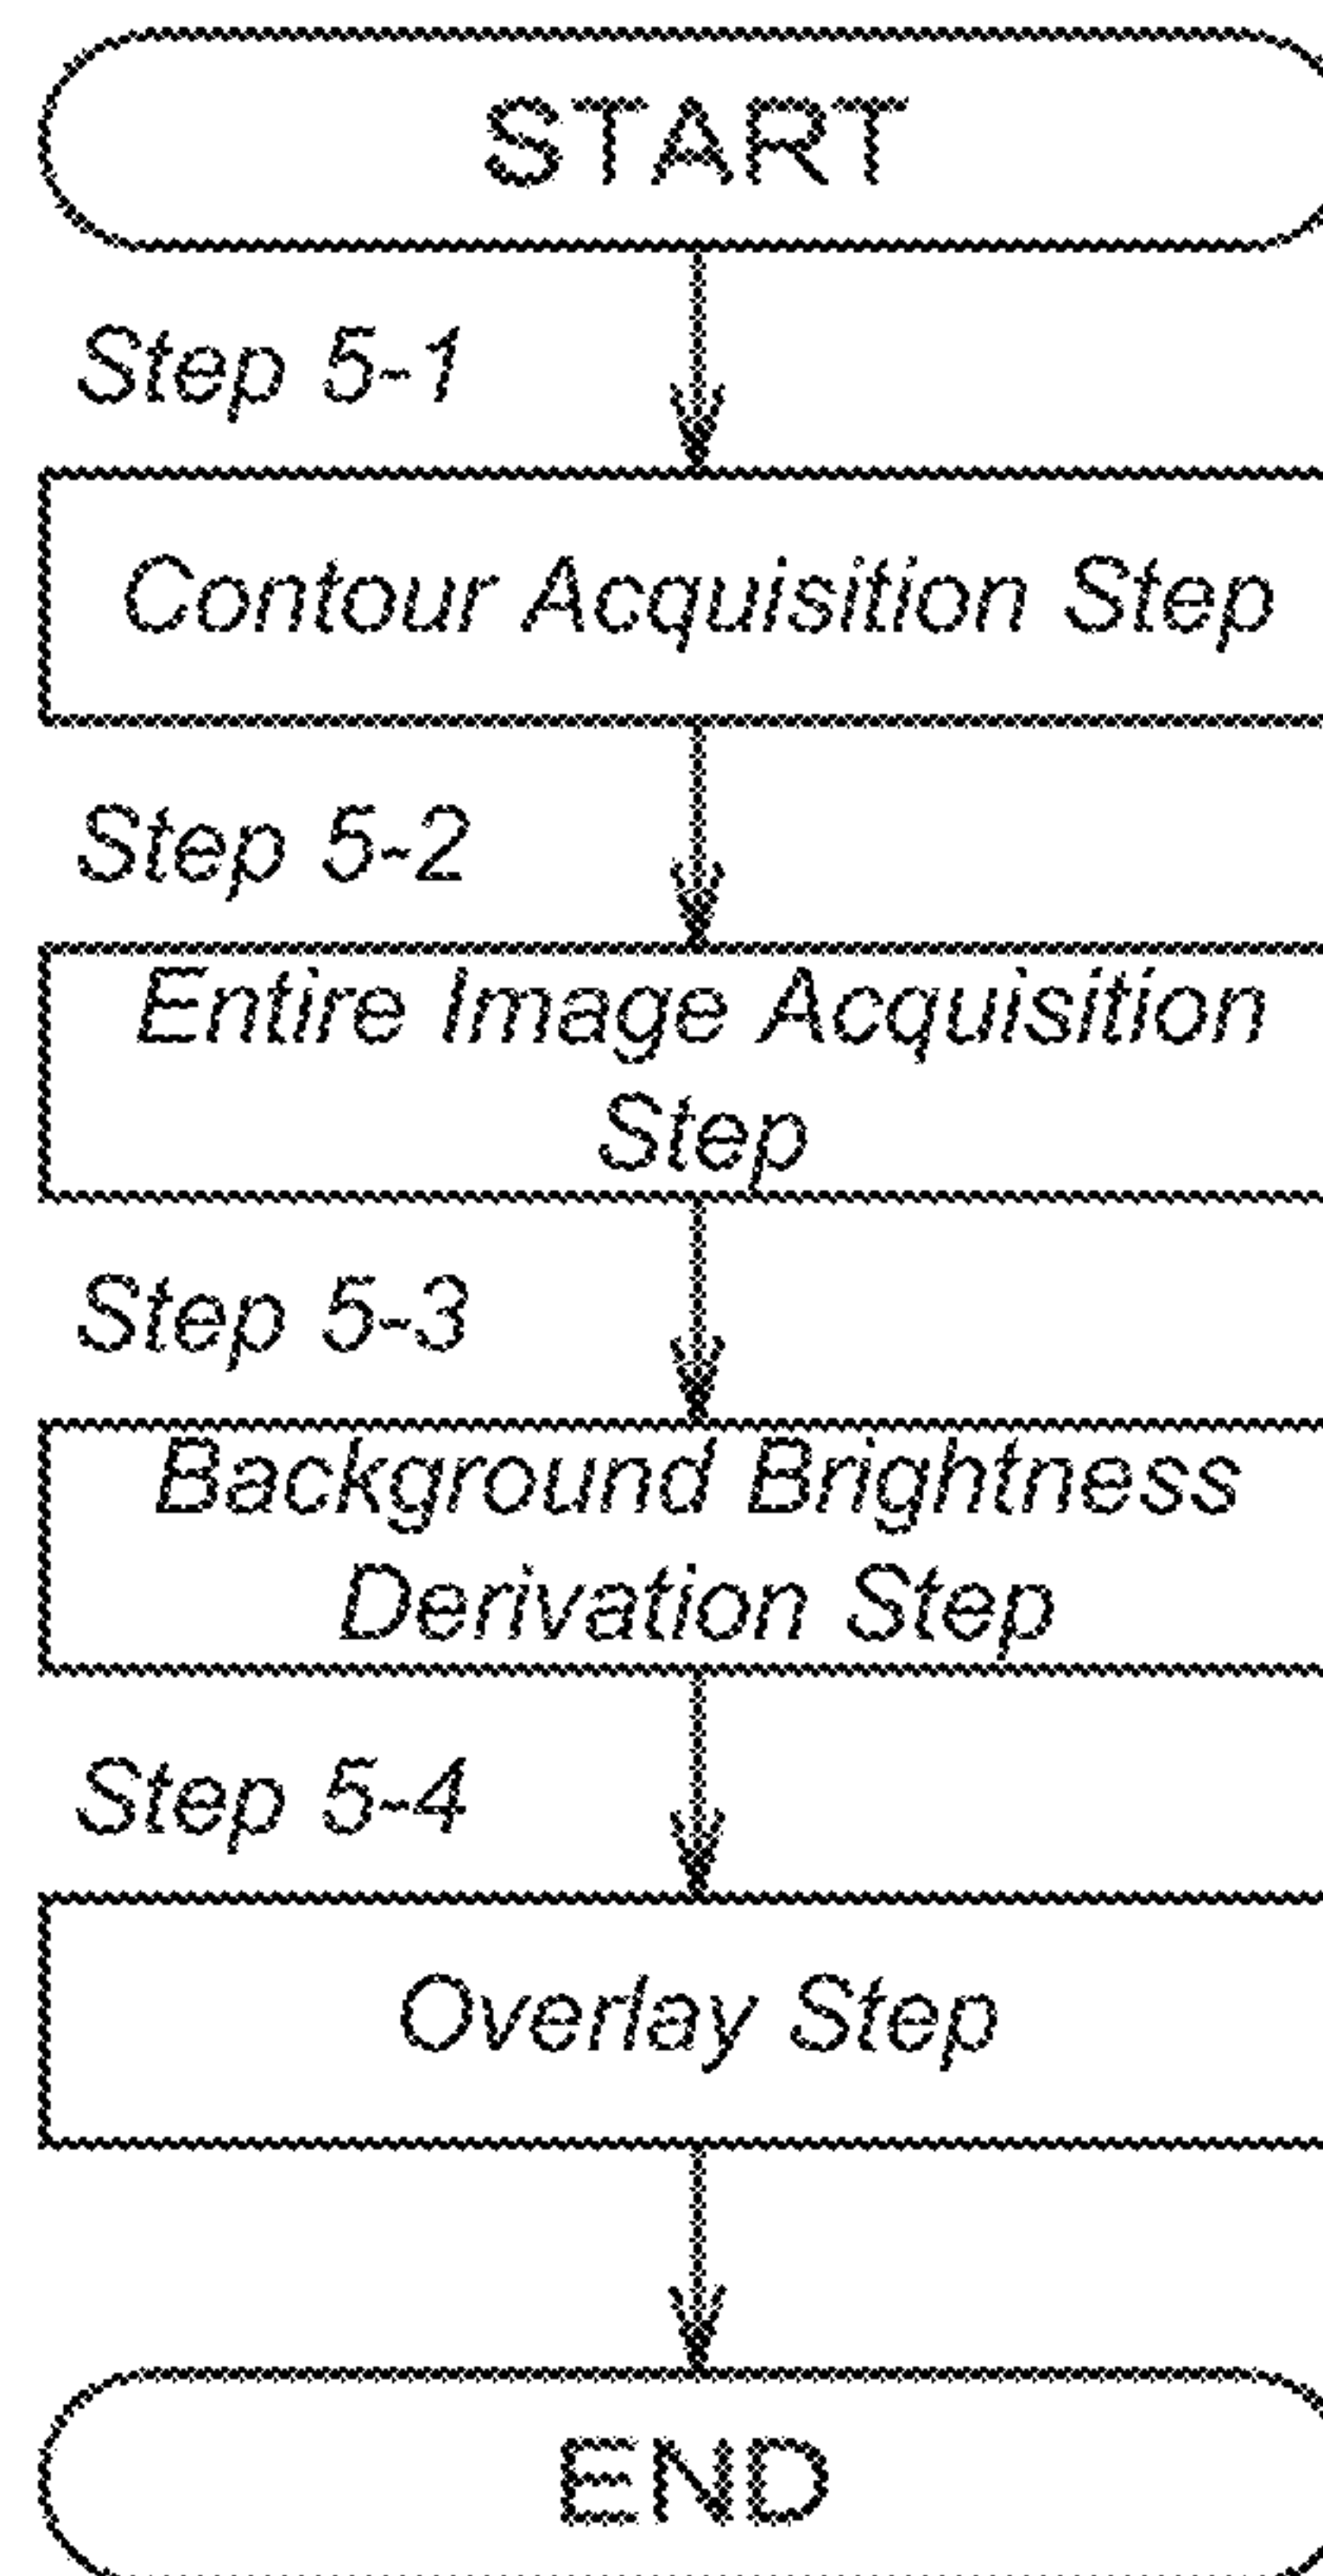 START
Step 5-1
Contour Acquisition Step
Step 5-2
Entire Image Acquisition
Step
Step 5-3
Background Brightness
Derivation Step
Step 5-4
Overlay Step
END